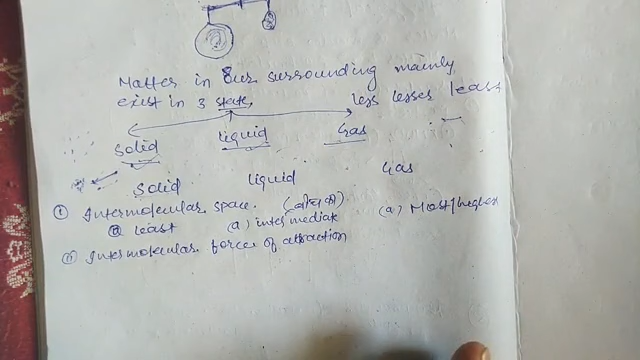 Matter in Our surrounding mainly
exist in 3 state. less lesses least
solid liquid Gas
solid liquid Gas
① Intermolecular space.
(a) least (a) intermediate (a) Most/highest
② Intermolecular force of attraction